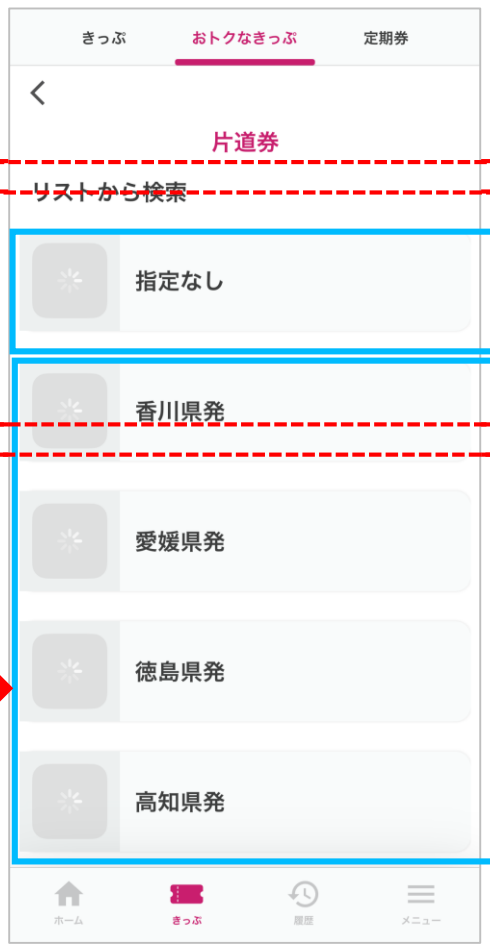 きっぷ おトクなきっぷ 定期券
片道券
リストから検索
指定なし
香川県発
愛媛県発
徳島県発
高知県発
ホーム きっぷ 履歴 メニュー